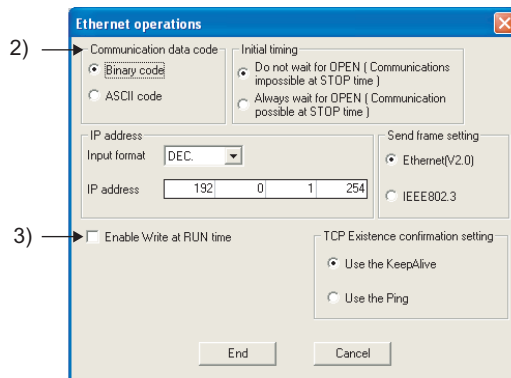 Ethernet operations
2)
Communication data code
Binary code
ASCII code
Initial timing
Do not wait for OPEN ( Communications
impossible at STOP time )
Always wait for OPEN ( Communication
possible at STOP time )
IP address
Input format DEC.
IP address 192 0 1 254
Send frame setting
Ethernet(V2.0)
IEEE802.3
3)
Enable Write at RUN time
TCP Existence confirmation setting
Use the KeepAlive
Use the Ping
End Cancel